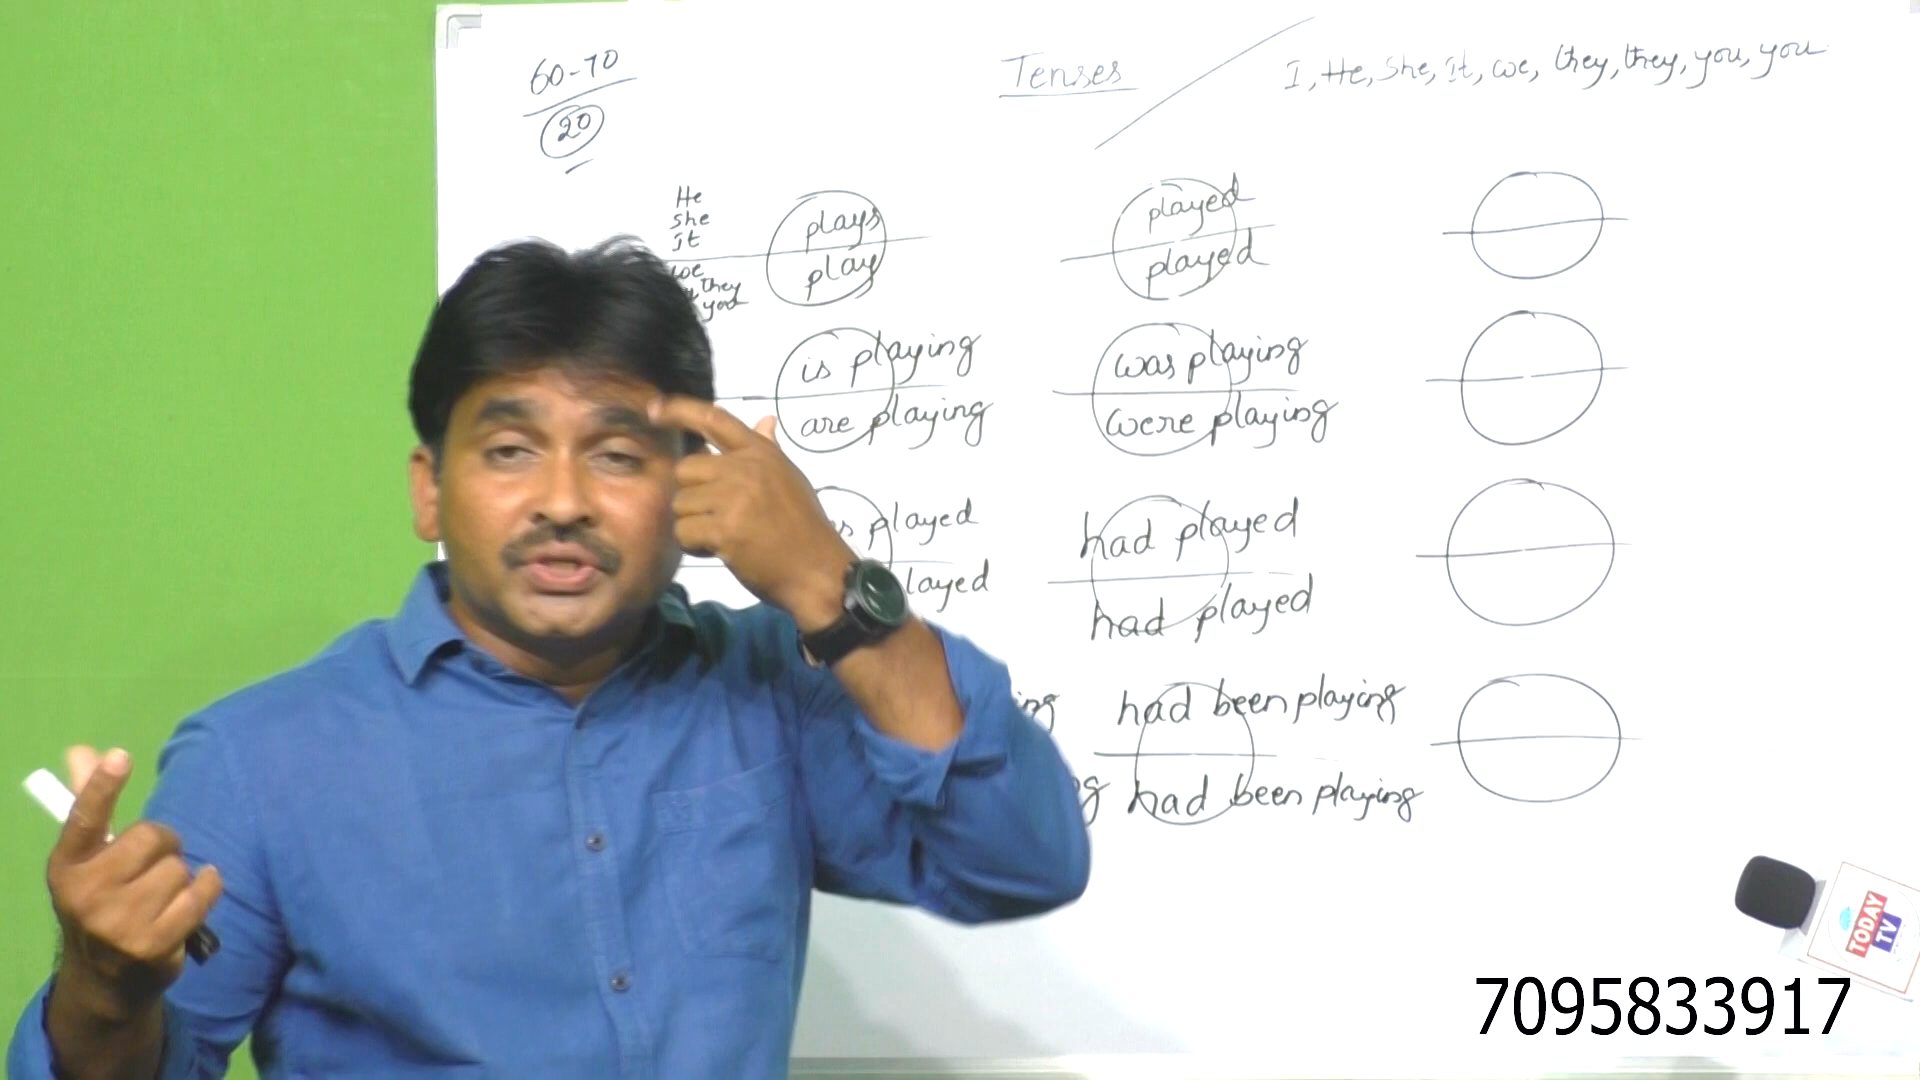 60-70
20
Tenses
I, He, She, It, we, they, they, you, you
He
She
It
we
they
you
plays
play
played
played
is playing
are playing
was playing
were playing
played
had played
had played
had been playing
had been playing
TODAY
TV
7095833917